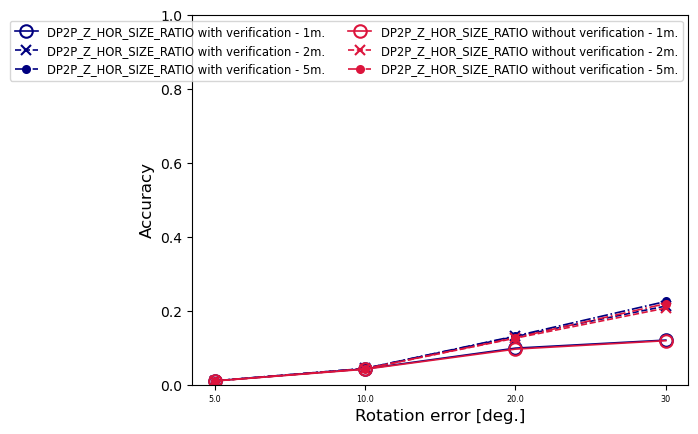 1.0
DP2P_Z_HOR_SIZE_RATIO with verification - 1m.
DP2P_Z_HOR_SIZE_RATIO with verification - 2m.
DP2P_Z_HOR_SIZE_RATIO with verification - 5m.
DP2P_Z_HOR_SIZE_RATIO without verification - 1m.
DP2P_Z_HOR_SIZE_RATIO without verification - 2m.
DP2P_Z_HOR_SIZE_RATIO without verification - 5m.
0.8
0.6
0.4
0.2
0.0
Accuracy
5.0 10.0 20.0 30
Rotation error [deg.]